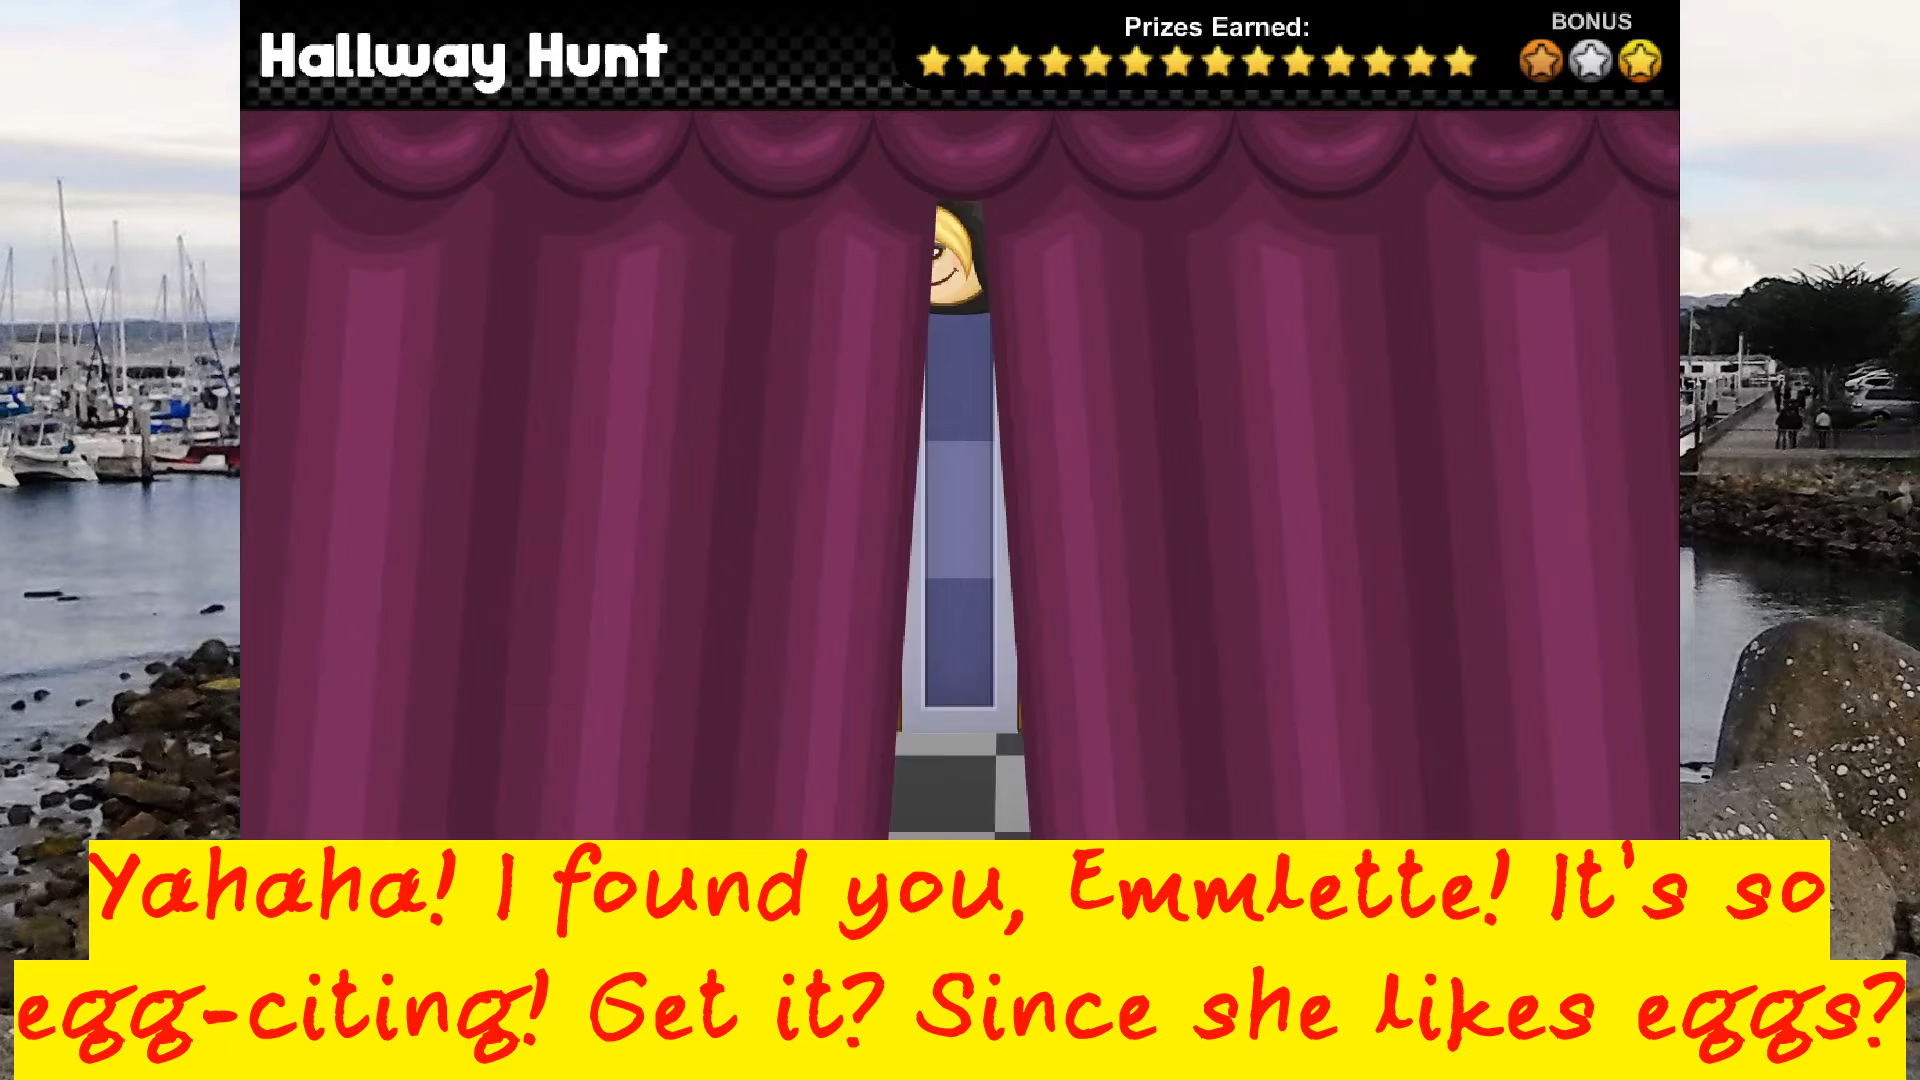 Hallway Hunt
Prizes Earned:
BONUS
Yahaha! I found you, Emmlette! It's so
egg-citing! Get it? Since she likes eggs?